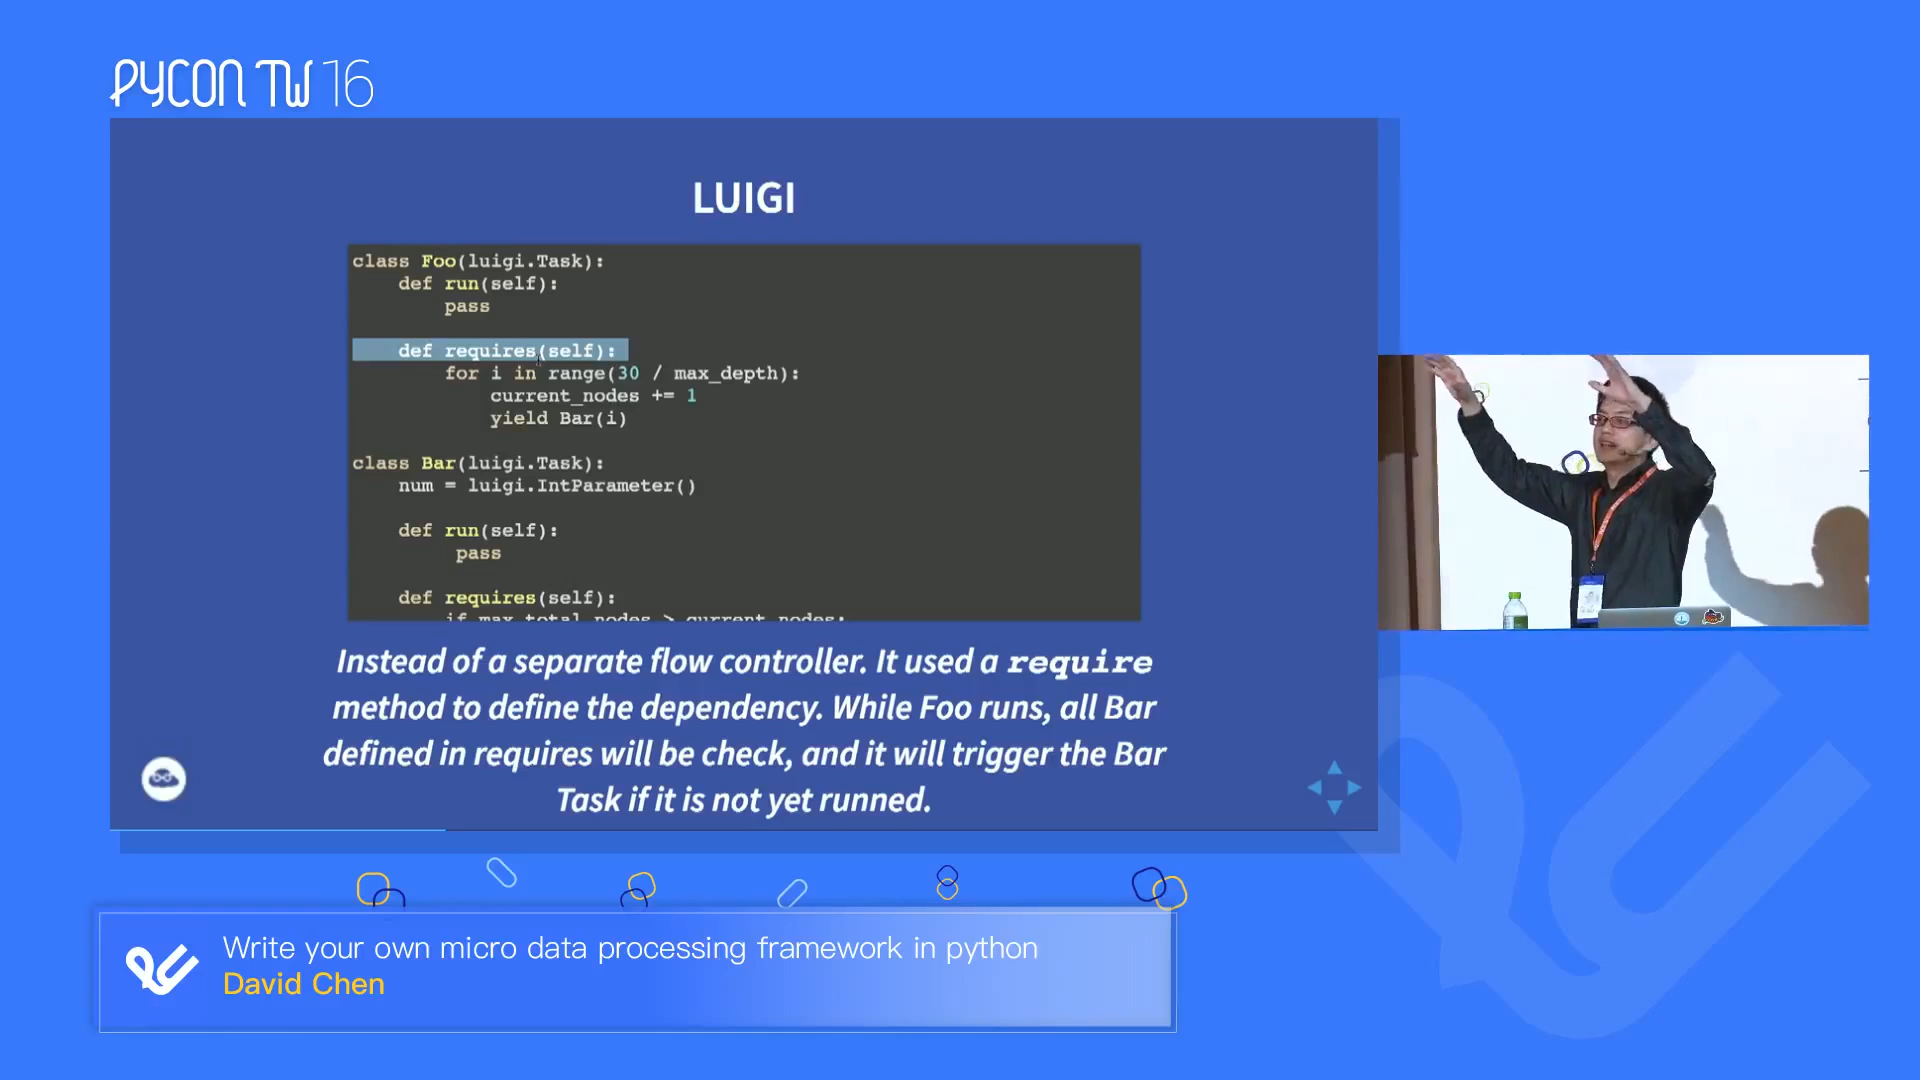 PYCON TW 16
LUIGI
class Foo(luigi.Task):
    def run(self):
        pass
    def requires(self):
        for i in range(30 / max_depth):
            current_nodes += 1
            yield Bar(i)
class Bar(luigi.Task):
    num = luigi.IntParameter()
    def run(self):
         pass
    def requires(self):
        if max_total_nodes > current_nodes:
Instead of a separate flow controller. It used a require
method to define the dependency. While Foo runs, all Bar
defined in requires will be check, and it will trigger the Bar
Task if it is not yet runned.
Write your own micro data processing framework in python
David Chen